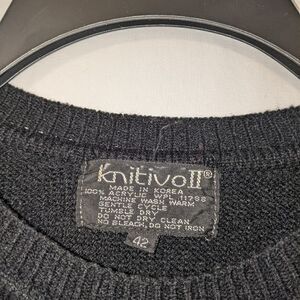 Knitivo II®
MADE IN KOREA
100% ACRYLIC WPL 11798
MACHINE WASH WARM
GENTLE CYCLE
TUMBLE DRY
DO NOT DRY CLEAN
NO BLEACH, DO NOT IRON
42